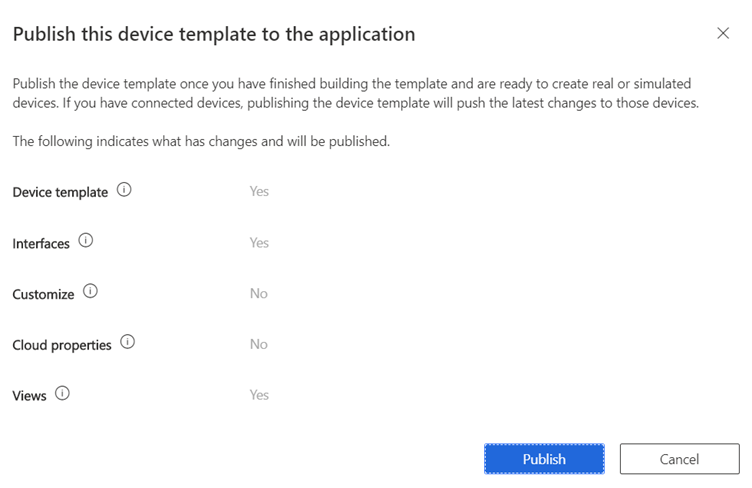 Publish this device template to the application
Publish the device template once you have finished building the template and are ready to create real or simulated
devices. If you have connected devices, publishing the device template will push the latest changes to those devices.
The following indicates what has changes and will be published.
Device template Yes
Interfaces Yes
Customize No
Cloud properties No
Views Yes
Publish Cancel